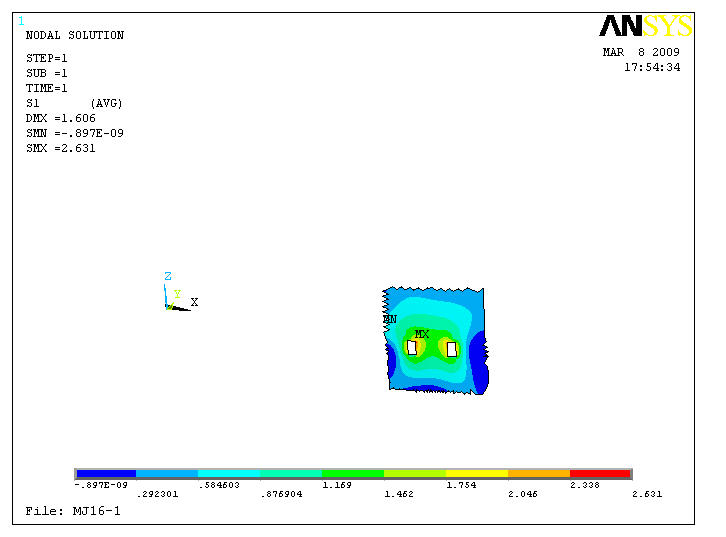 1
NODAL SOLUTION
ANSYS
MAR 8 2009
17:54:34
STEP=1
SUB =1
TIME=1
S1 (AVG)
DMX =1.606
SMN =-.897E-09
SMX =2.631
Z
Y
X
MN
MX
-.897E-09 .584603 1.169 1.754 2.338
.292301 .876904 1.462 2.046 2.631
File: MJ16-1